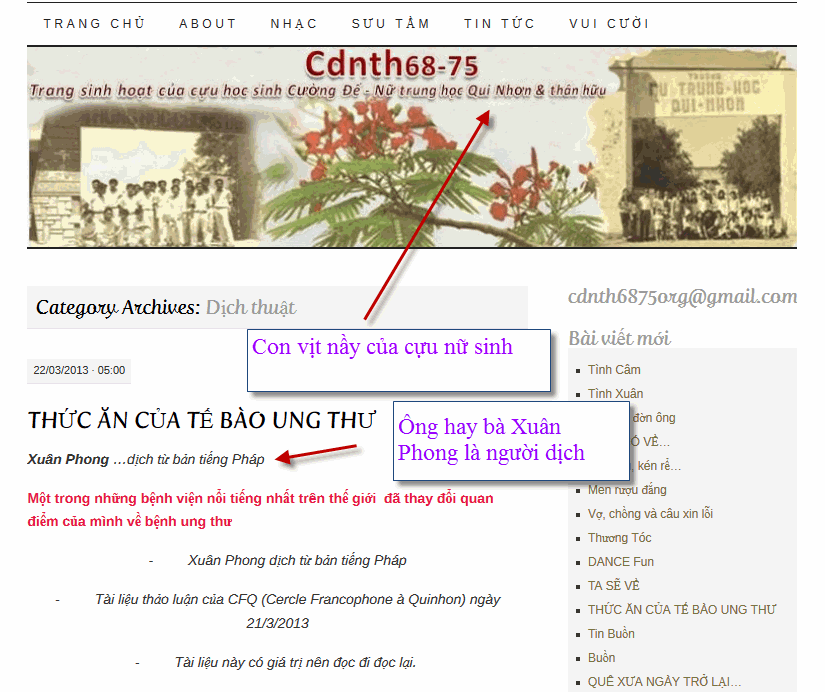 TRANG CHỦ ABOUT NHẠC SƯU TẦM TIN TỨC VUI CƯỜI
Cdnth68-75
Trang sinh hoạt của cựu học sinh Cường Đế - Nữ trung học Qui Nhơn & thân hữu
TRƯỜNG
NỮ TRUNG-HỌC
QUI-NHƠN
Category Archives: Dịch thuật
Con vịt nầy của cựu nữ sinh
22/03/2013 · 05:00
THỨC ĂN CỦA TẾ BÀO UNG THƯ
Ông hay bà Xuân
Phong là người dịch
Xuân Phong …dịch từ bản tiếng Pháp
Một trong những bệnh viện nổi tiếng nhất trên thế giới đã thay đổi quan
điểm của mình về bệnh ung thư
- Xuân Phong dịch từ bản tiếng Pháp
- Tài liệu thảo luận của CFQ (Cercle Francophone à Quinhon) ngày
21/3/2013
- Tài liệu này có giá trị nên đọc đi đọc lại.
cdnth6875org@gmail.com
Bài viết mới
Tình Câm
Tình Xuân
đờn ông
VỀ…
, kén rể…
Men rượu đắng
Vợ, chồng và câu xin lỗi
Thương Tóc
DANCE Fun
TA SẼ VỀ
THỨC ĂN CỦA TẾ BÀO UNG THƯ
Tin Buồn
Buồn
QUÊ XƯA NGÀY TRỞ LẠI…